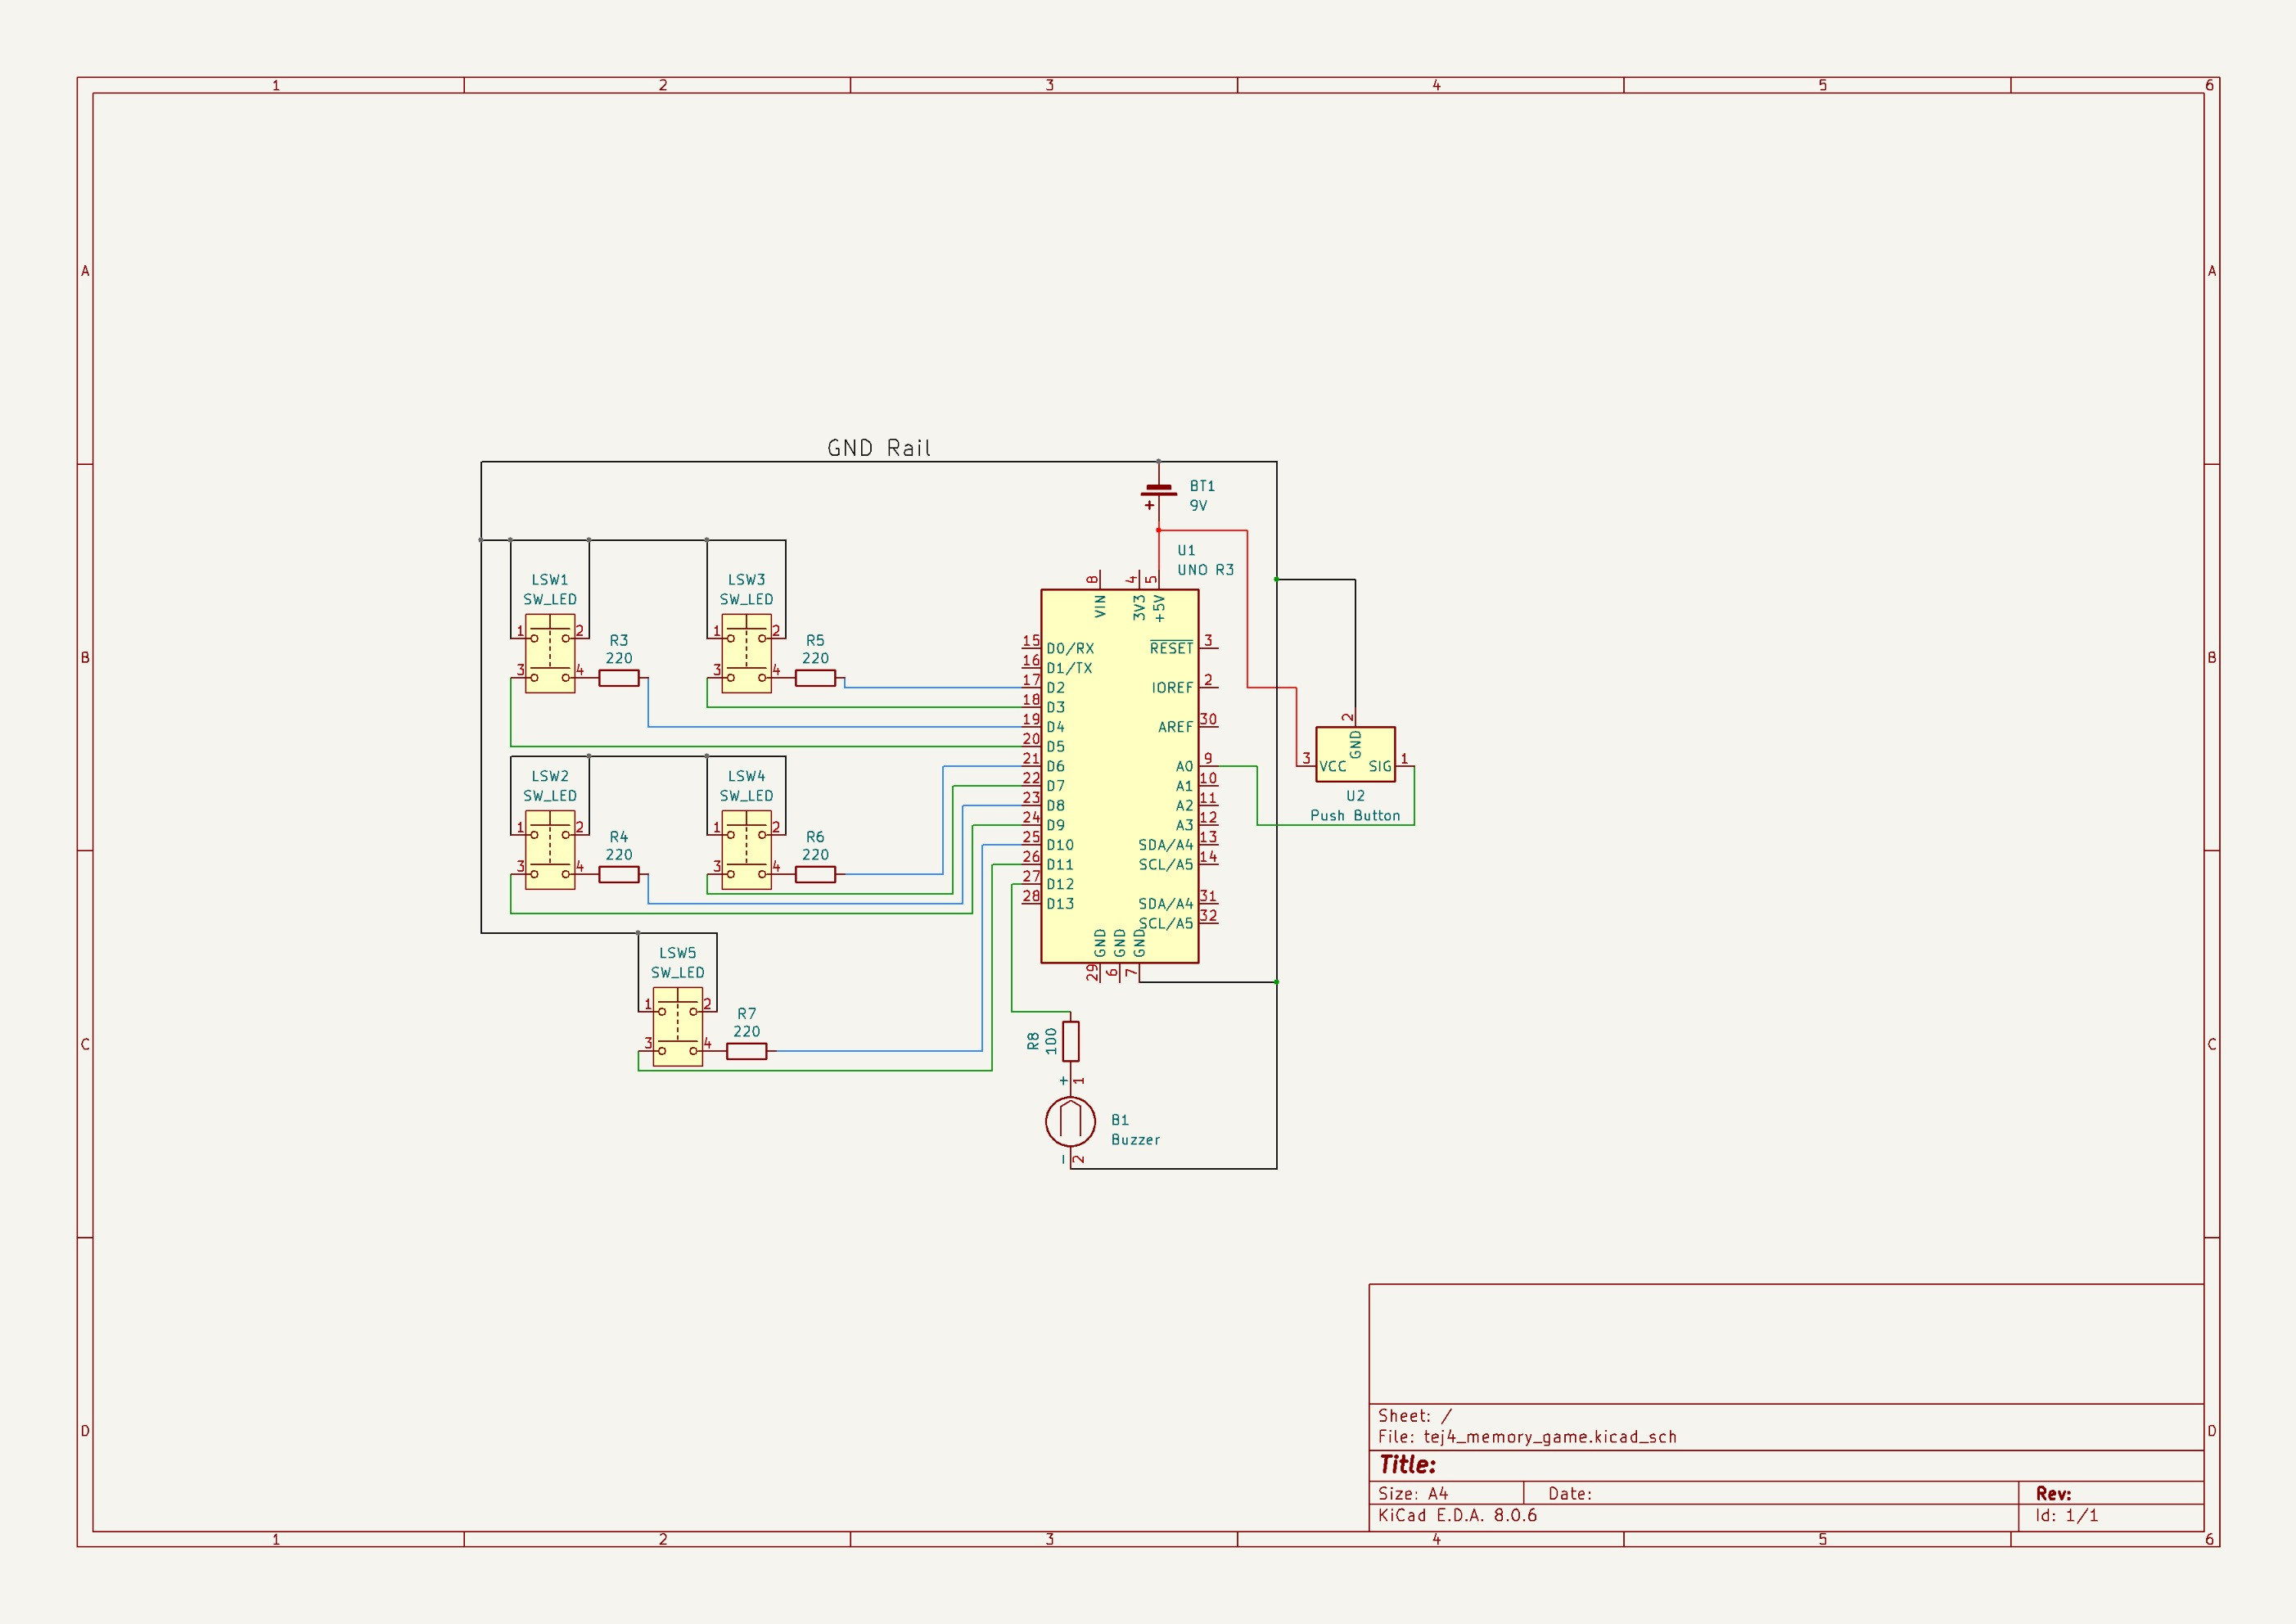 1 2 3 4 5 6
A A
GND Rail
BT1
9V
+
U1
UNO R3
LSW1
SW_LED
1 2
3 4
R3
220
LSW3
SW_LED
1 2
3 4
R5
220
8 4 5
VIN 3V3 +5V
15 D0/RX RESET 3
16 D1/TX
17 D2 IOREF 2
18 D3
19 D4 AREF 30
20 D5
21 D6 A0 9
22 D7 A1 10
23 D8 A2 11
24 D9 A3 12
25 D10 SDA/A4 13
26 D11 SCL/A5 14
27 D12
28 D13 SDA/A4 31
SCL/A5 32
GND GND GND
29 6 7
B B
2
GND
3 VCC SIG 1
U2
Push Button
LSW2
SW_LED
1 2
3 4
R4
220
LSW4
SW_LED
1 2
3 4
R6
220
LSW5
SW_LED
1 2
3 4
R7
220
C C
R8
100
+ 1
B1
Buzzer
- 2
D D
Sheet: /
File: tej4_memory_game.kicad_sch
Title:
Size: A4 Date: Rev:
KiCad E.D.A. 8.0.6 Id: 1/1
1 2 3 4 5 6